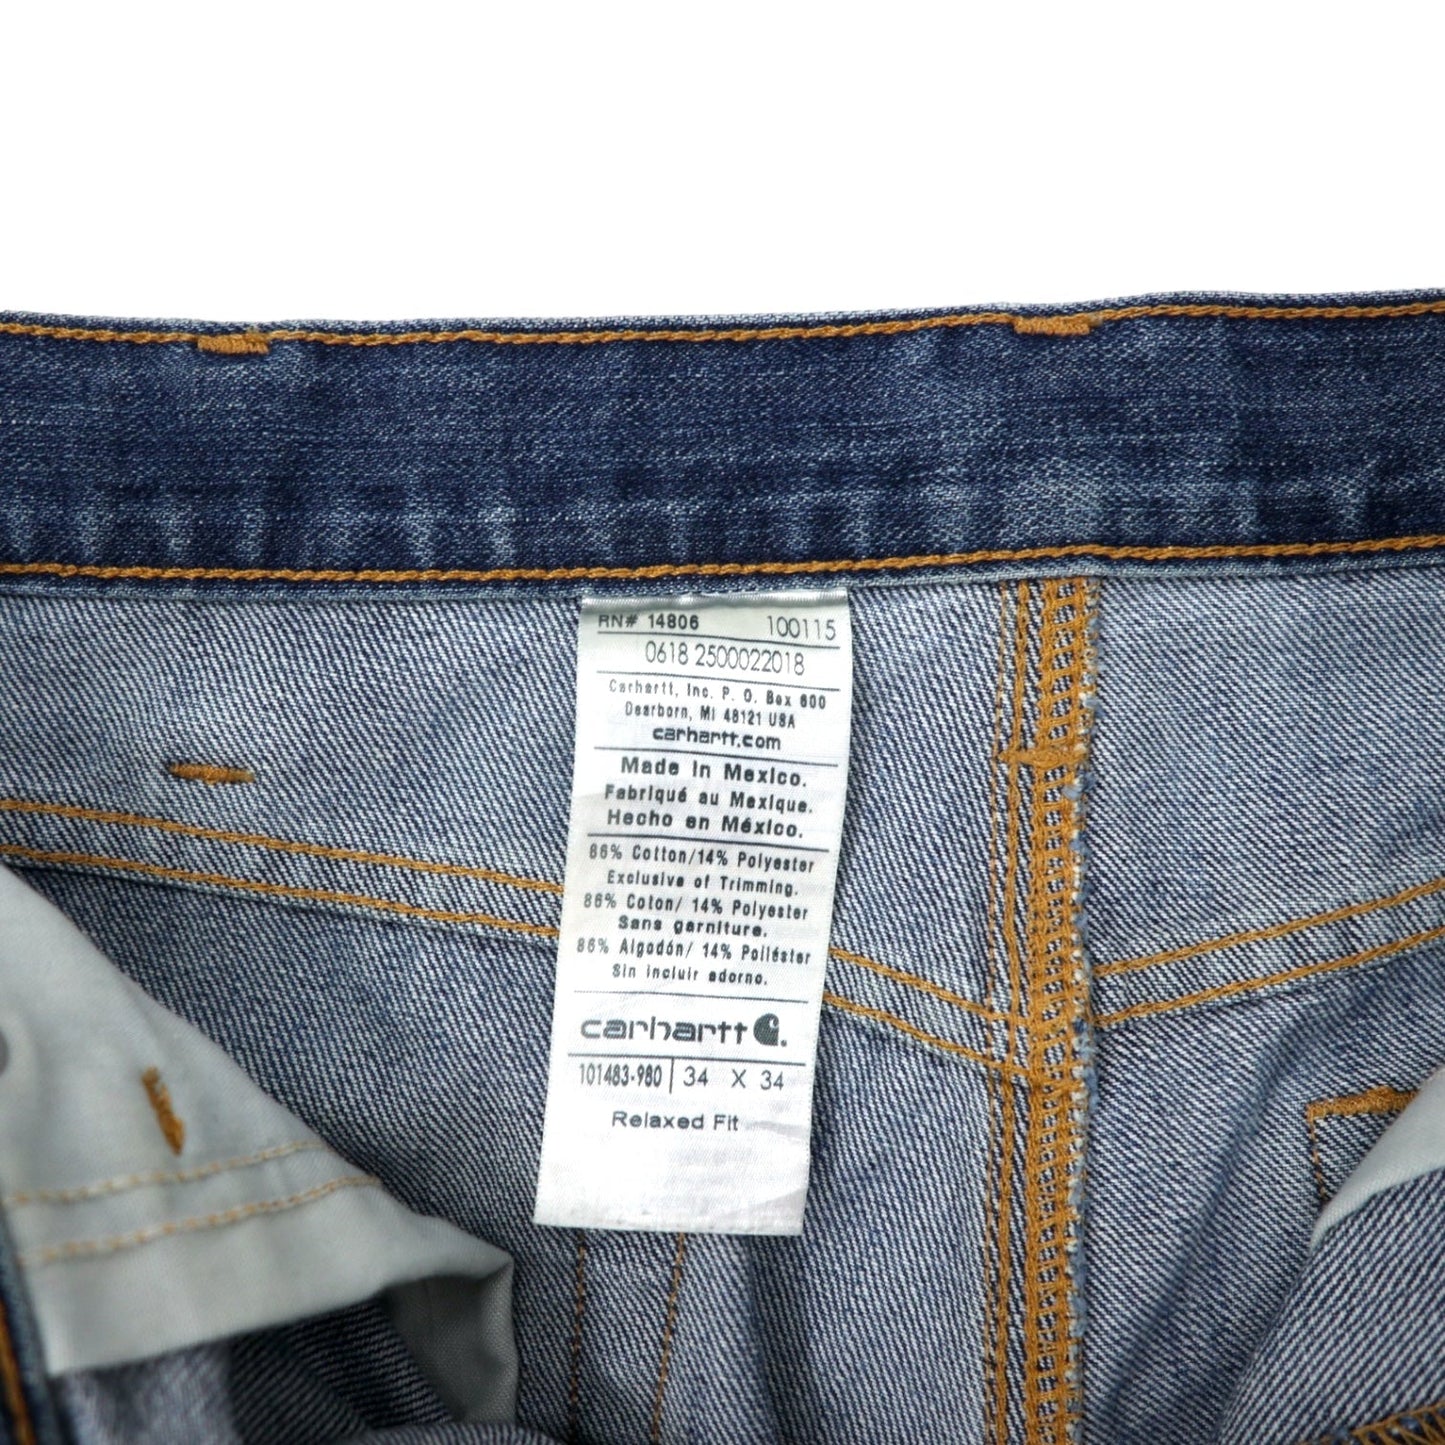 RN# 14806 100115
0618 2500022018
Carhartt, Inc. P. O. Box 600
Dearborn, MI 48121 USA
carhartt.com
Made in Mexico.
Fabriqué au Mexique.
Hecho en México.
86% Cotton/14% Polyester
Exclusive of Trimming.
86% Coton/ 14% Polyester
Sans garniture.
86% Algodón/ 14% Poliéster
Sin incluir adorno.
carhartt
101483-980 34 X 34
Relaxed Fit